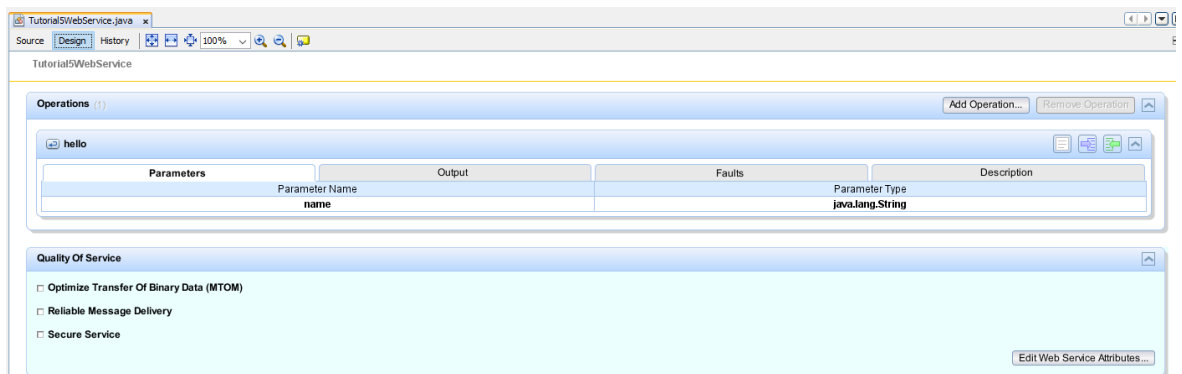 Tutorial5WebService.java x
Source Design History 100%
Tutorial5WebService
Operations (1) Add Operation... Remove Operation
hello
Parameters Output Faults Description
Parameter Name Parameter Type
name java.lang.String
Quality Of Service
Optimize Transfer Of Binary Data (MTOM)
Reliable Message Delivery
Secure Service
Edit Web Service Attributes...